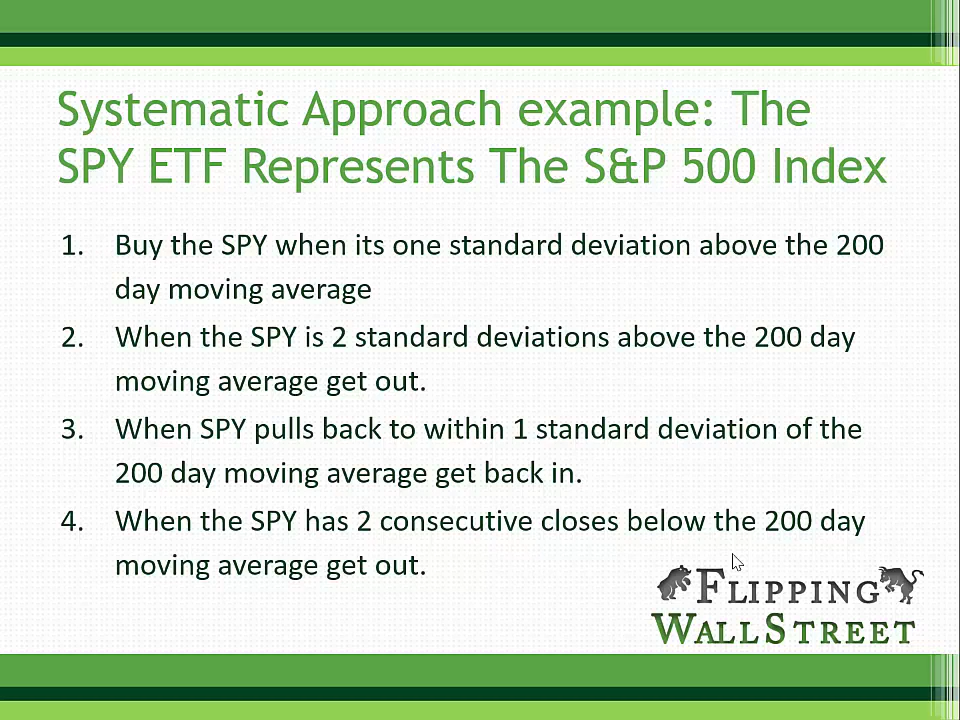 Systematic Approach example: The
SPY ETF Represents The S&P 500 Index
1. Buy the SPY when its one standard deviation above the 200
day moving average
2. When the SPY is 2 standard deviations above the 200 day
moving average get out.
3. When SPY pulls back to within 1 standard deviation of the
200 day moving average get back in.
4. When the SPY has 2 consecutive closes below the 200 day
moving average get out.
FLIPPING
WALLSTREET